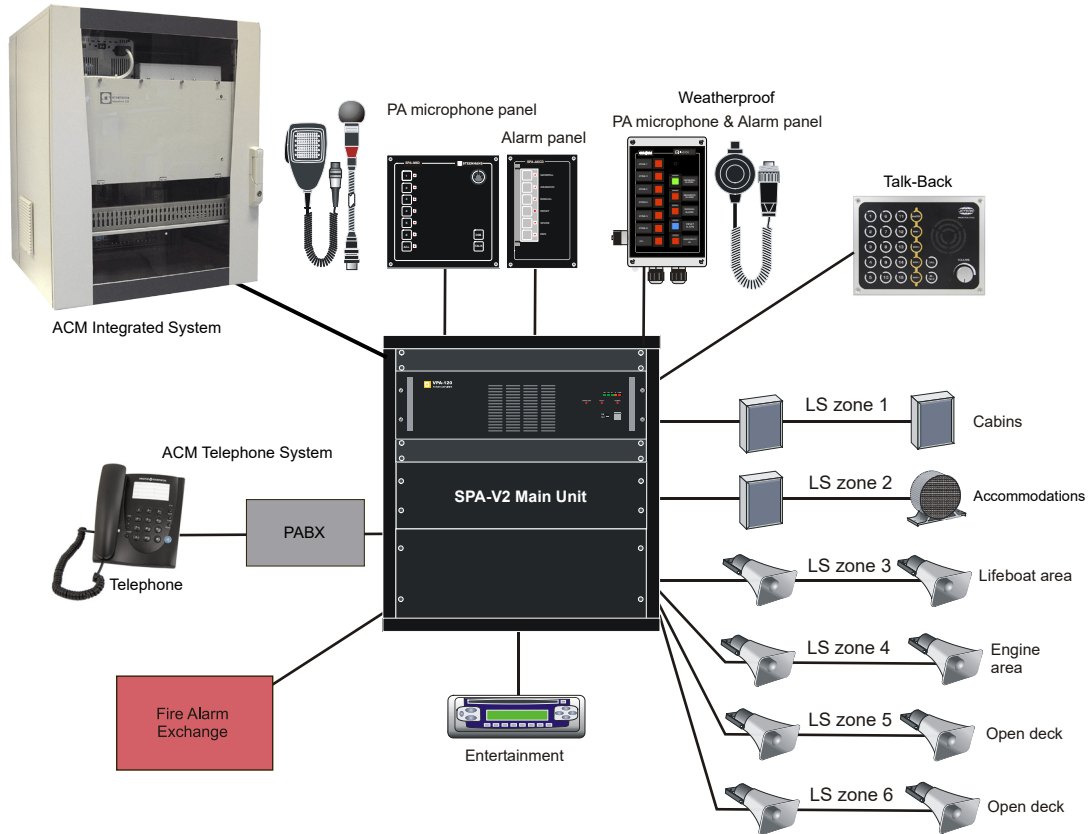 Weatherproof
PA microphone panel
PA microphone & Alarm panel
Alarm panel
Talk-Back
ACM Integrated System
VPA-120
LS zone 1
Cabins
ACM Telephone System
SPA-V2 Main Unit
LS zone 2
Accommodations
PABX
LS zone 3
Lifeboat area
Telephone
LS zone 4
Engine
area
Fire Alarm
Exchange
LS zone 5
Open deck
Entertainment
LS zone 6
Open deck